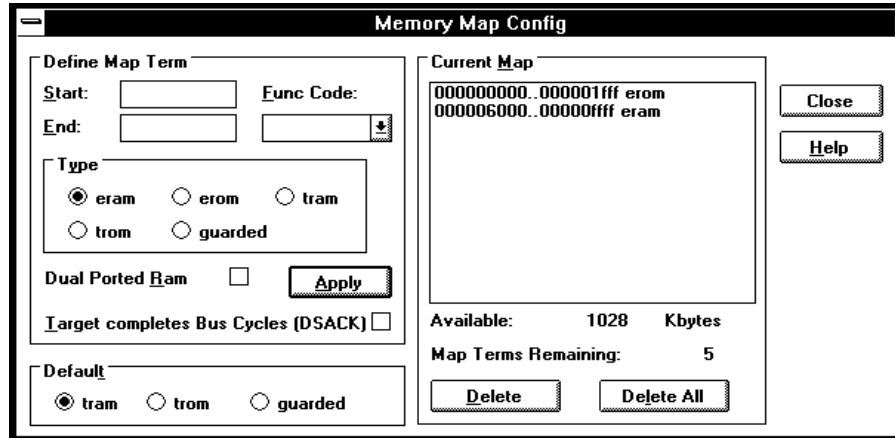 Memory Map Config
Define Map Term
Start:
Func Code:
End:
Type
eram
erom
tram
trom
guarded
Dual Ported Ram
Apply
Target completes Bus Cycles (DSACK)
Default
tram
trom
guarded
Current Map
000000000..000001fff erom
000006000..00000ffff eram
Available: 1028 Kbytes
Map Terms Remaining: 5
Delete
Delete All
Close
Help